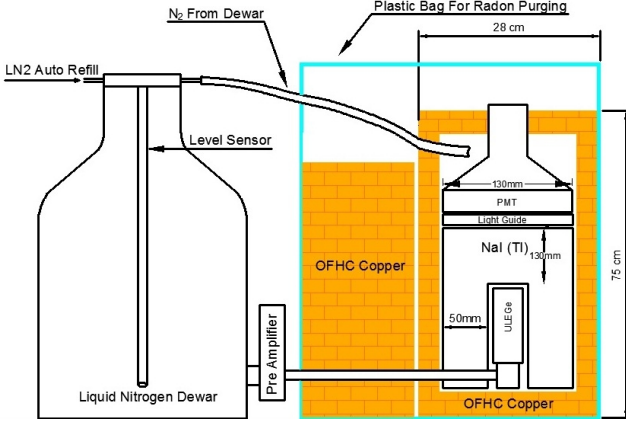 Plastic Bag For Radon Purging
N₂ From Dewar
28 cm
LN2 Auto Refill
Level Sensor
130mm
PMT
Light Guide
NaI (Tl)
130mm
OFHC Copper
75 cm
50mm
ULEGe
Pre Amplifier
Liquid Nitrogen Dewar
OFHC Copper